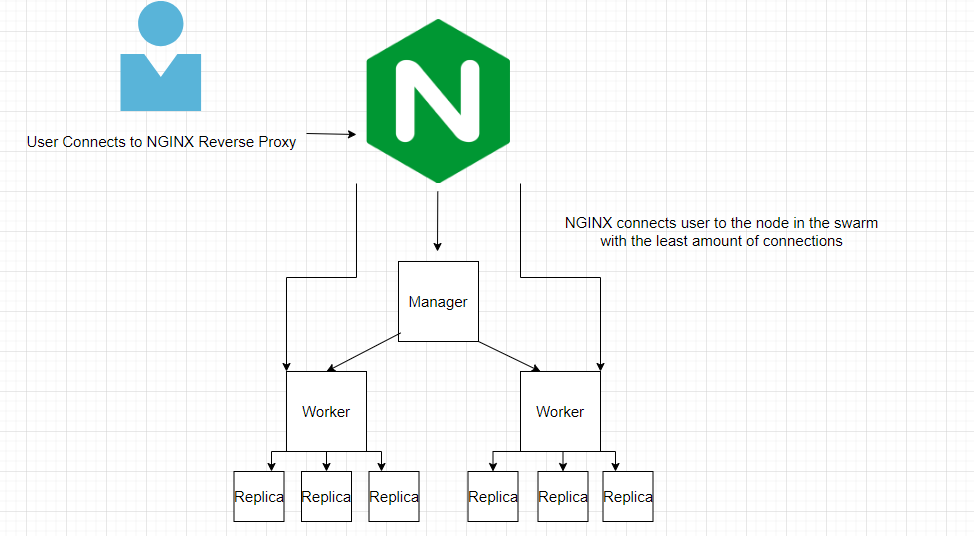 N
User Connects to NGINX Reverse Proxy
NGINX connects user to the node in the swarm
with the least amount of connections
Manager
Worker
Worker
Replica
Replica
Replica
Replica
Replica
Replica